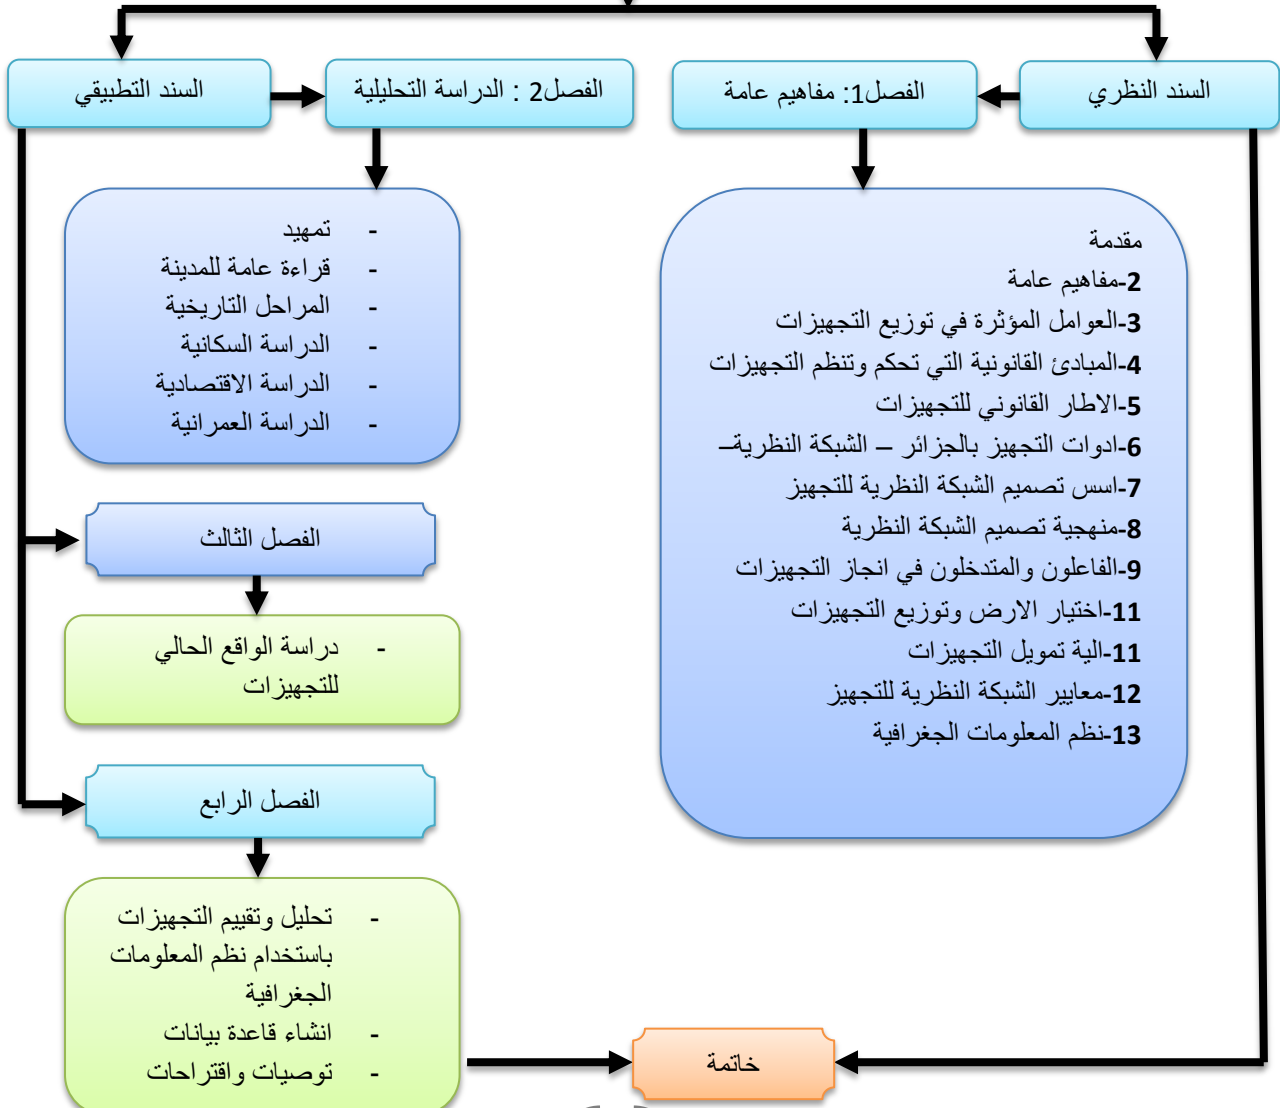 السند النظري
الفصل1: مفاهيم عامة
الفصل2 : الدراسة التحليلية
السند التطبيقي
مقدمة
2-مفاهيم عامة
3-العوامل المؤثرة في توزيع التجهيزات
4-المبادئ القانونية التي تحكم وتنظم التجهيزات
5-الاطار القانوني للتجهيزات
6-ادوات التجهيز بالجزائر – الشبكة النظرية–
7-اسس تصميم الشبكة النظرية للتجهيز
8-منهجية تصميم الشبكة النظرية
9-الفاعلون والمتدخلون في انجاز التجهيزات
11-اختيار الارض وتوزيع التجهيزات
11-الية تمويل التجهيزات
12-معايير الشبكة النظرية للتجهيز
13-نظم المعلومات الجغرافية
- تمهيد
- قراءة عامة للمدينة
- المراحل التاريخية
- الدراسة السكانية
- الدراسة الاقتصادية
- الدراسة العمرانية
الفصل الثالث
- دراسة الواقع الحالي
للتجهيزات
الفصل الرابع
- تحليل وتقييم التجهيزات
باستخدام نظم المعلومات
الجغرافية
- انشاء قاعدة بيانات
- توصيات واقتراحات
خاتمة